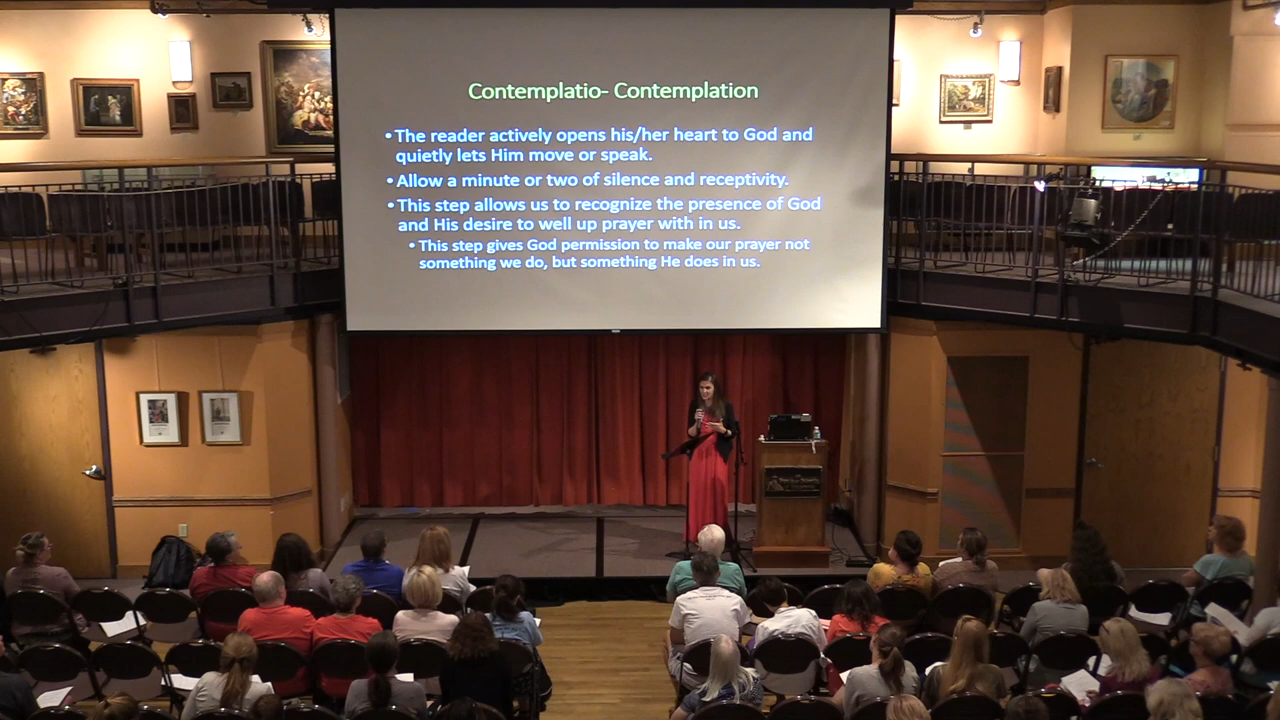 Contemplatio- Contemplation
• The reader actively opens his/her heart to God and
quietly lets Him move or speak.
• Allow a minute or two of silence and receptivity.
• This step allows us to recognize the presence of God
and His desire to well up prayer with in us.
• This step gives God permission to make our prayer not
something we do, but something He does in us.